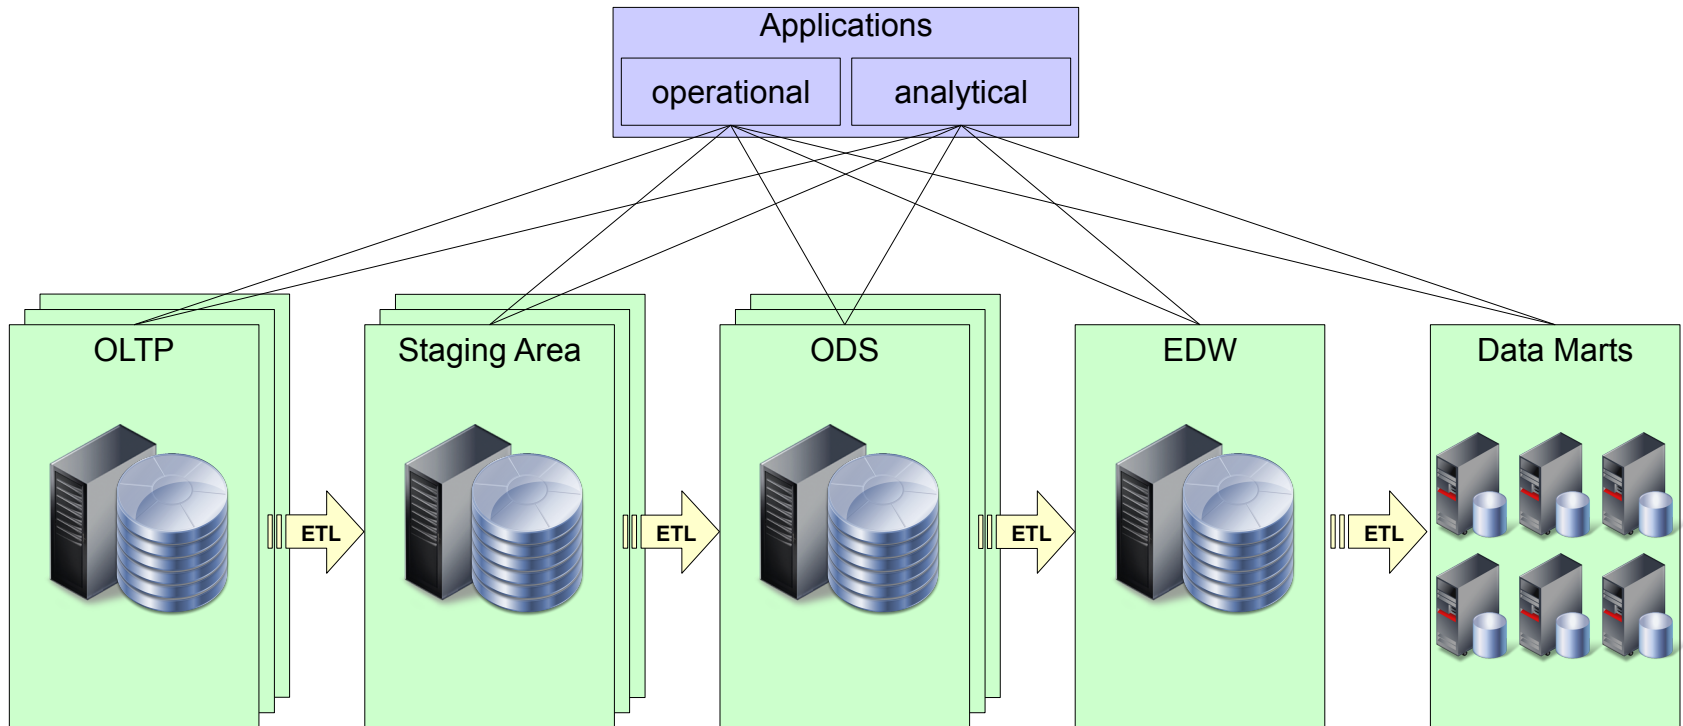 Applications
operational
analytical
OLTP
Staging Area
ODS
EDW
Data Marts
ETL
ETL
ETL
ETL